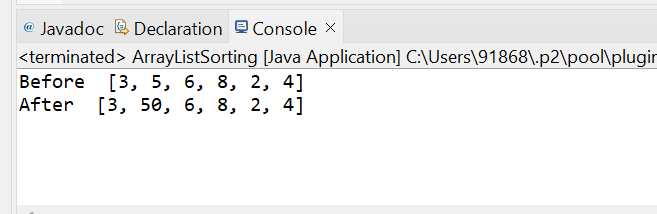 @ Javadoc Declaration Console ×
<terminated> ArrayListSorting [Java Application] C:\Users\91868\.p2\pool\plugin
Before  [3, 5, 6, 8, 2, 4]
After  [3, 50, 6, 8, 2, 4]